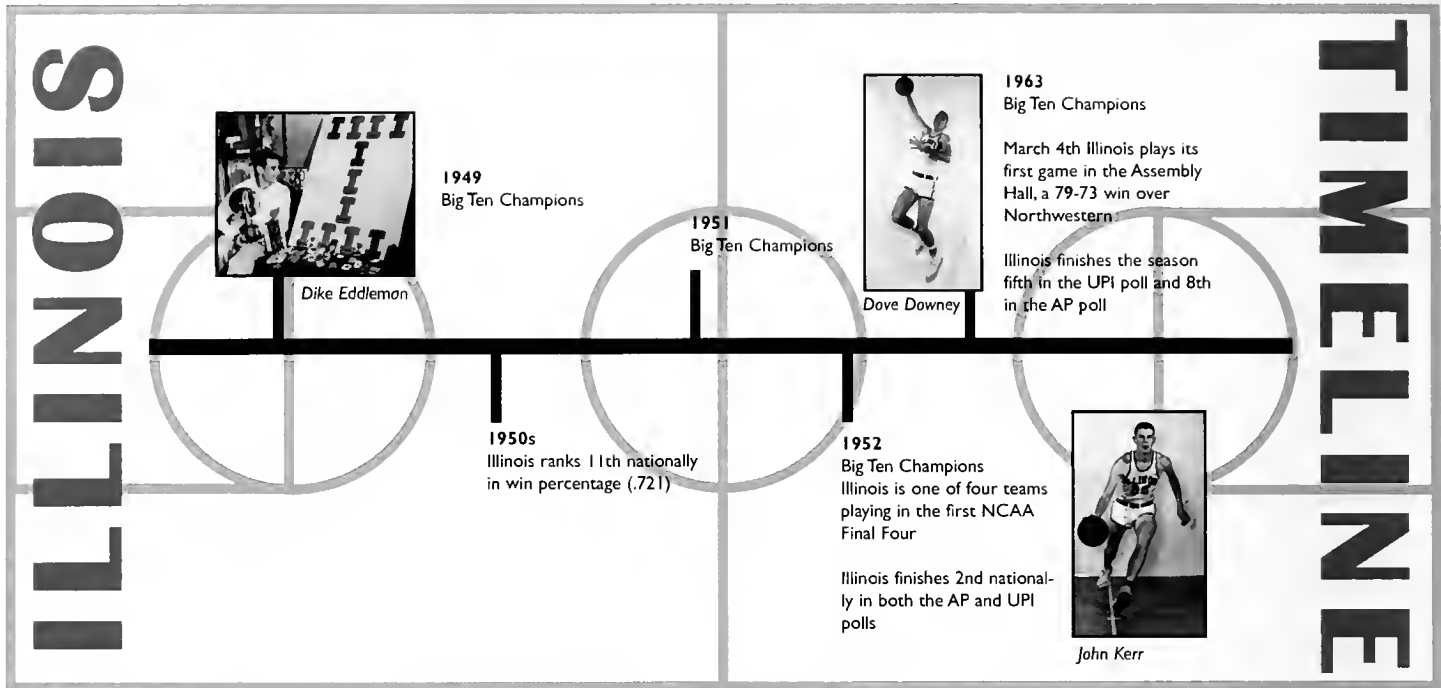 ILLINOIS
1949
Big Ten Champions
Dike Eddleman
1950s
Illinois ranks 11th nationally
in win percentage (.721)
1951
Big Ten Champions
1952
Big Ten Champions
Illinois is one of four teams
playing in the first NCAA
Final Four
Illinois finishes 2nd national-
ly in both the AP and UPI
polls
John Kerr
1963
Big Ten Champions
March 4th Illinois plays its
first game in the Assembly
Hall, a 79-73 win over
Northwestern
Illinois finishes the season
fifth in the UPI poll and 8th
in the AP poll
Dove Downey
TIMELINE